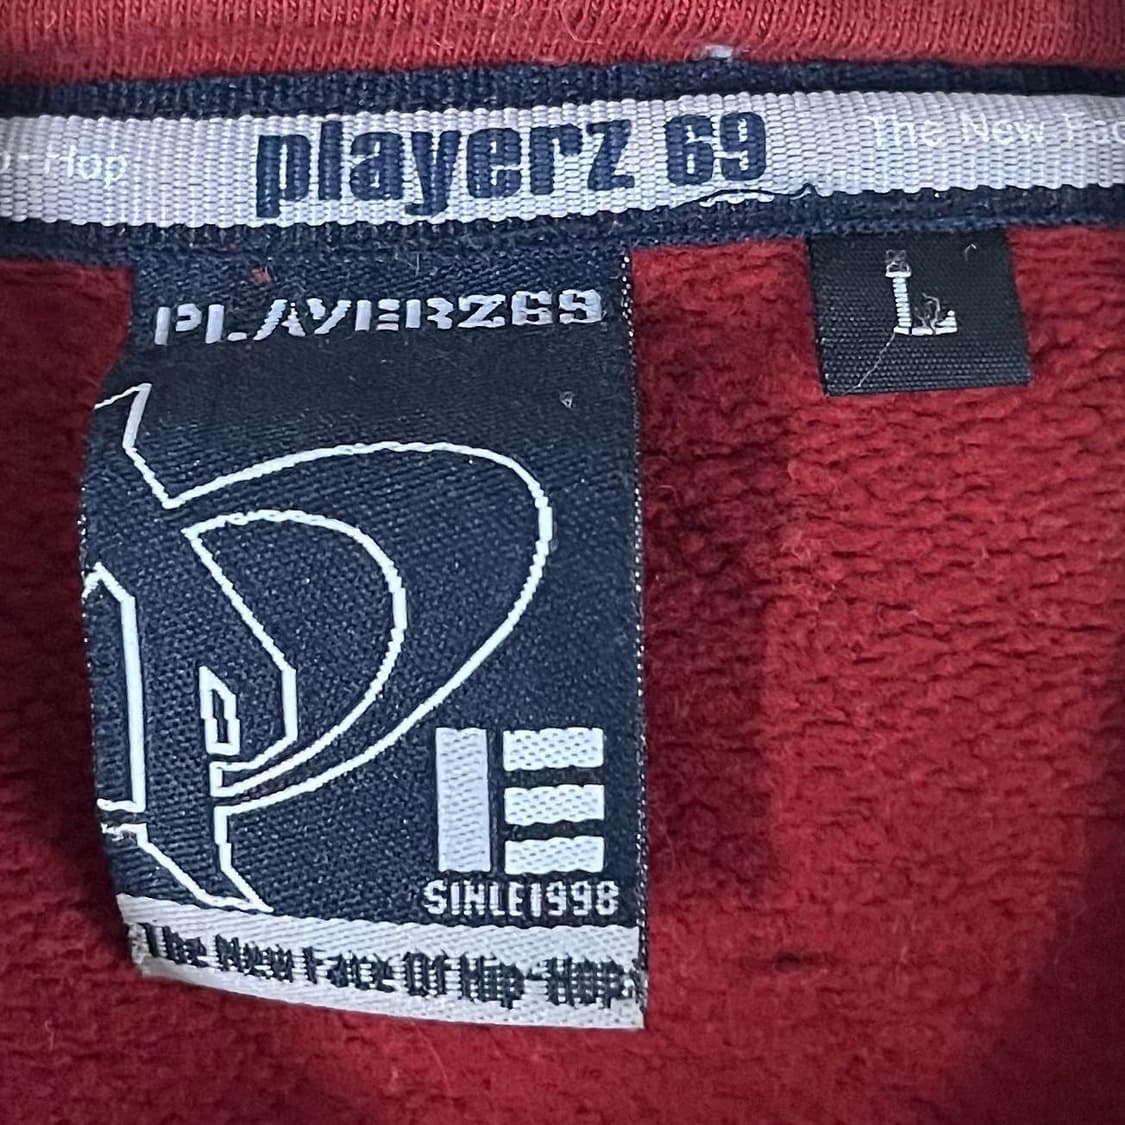 p-Hop playerz 69 The New Fac
PLAYERZ69
L
SINLE1998
The New Face Of Hip-Hop